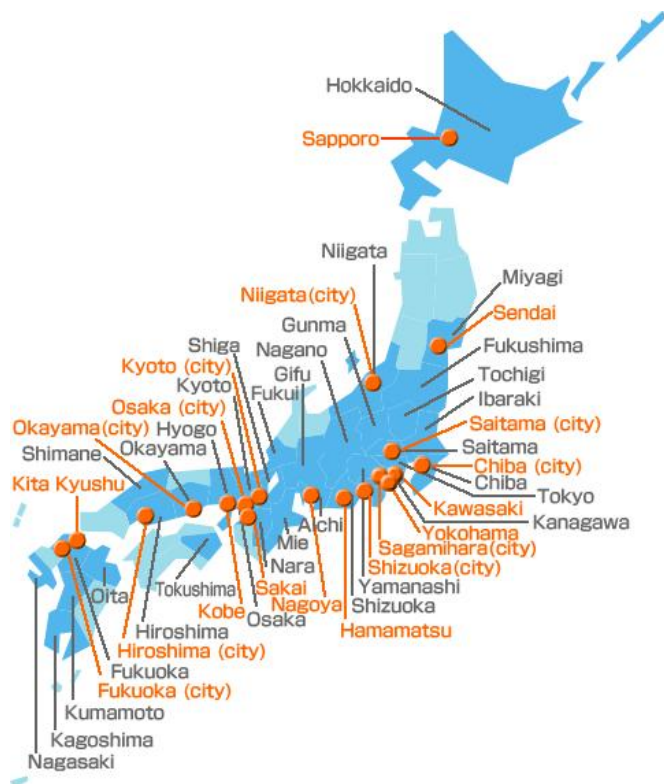 Hokkaido
Sapporo
Niigata
Miyagi
Niigata(city)
Sendai
Gunma
Shiga
Nagano
Fukushima
Kyoto (city)
Gifu
Tochigi
Kyoto
Fukui
Ibaraki
Osaka (city)
Saitama (city)
Okayama(city)
Hyogo
Shimane
Okayama
Saitama
Chiba (city)
Chiba
Kita Kyushu
Tokyo
Kawasaki
Aichi
Kanagawa
Mie
Yokohama
Nara
Sagamihara(city)
Shizuoka(city)
Oita
Tokushima
Sakai
Yamanashi
Kobe
Nagoya
Shizuoka
Osaka
Hiroshima
Hamamatsu
Hiroshima (city)
Fukuoka
Fukuoka (city)
Kumamoto
Kagoshima
Nagasaki